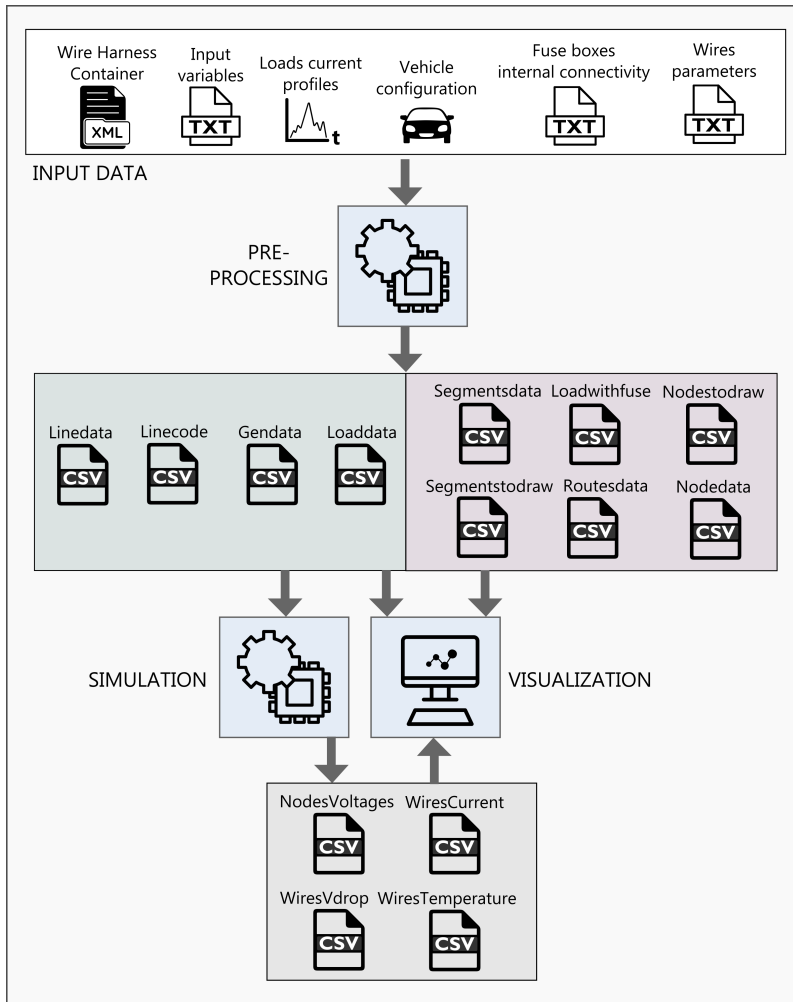 Wire Harness
Container
XML
Input
variables
TXT
Loads current
profiles
t
Vehicle
configuration
Fuse boxes
internal connectivity
TXT
Wires
parameters
TXT
INPUT DATA
PRE-
PROCESSING
Linedata
CSV
Linecode
CSV
Gendata
CSV
Loaddata
CSV
Segmentsdata
CSV
Loadwithfuse
CSV
Nodestodraw
CSV
Segmentstodraw
CSV
Routesdata
CSV
Nodedata
CSV
SIMULATION
VISUALIZATION
NodesVoltages
CSV
WiresCurrent
CSV
WiresVdrop
CSV
WiresTemperature
CSV